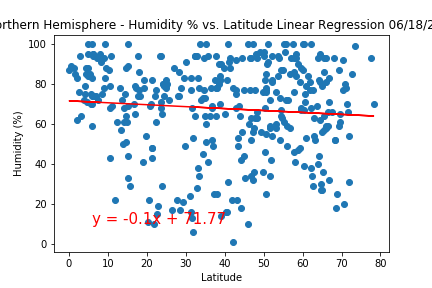 orthern Hemisphere - Humidity % vs. Latitude Linear Regression 06/18/2
100
80
60
40
20
0
Humidity (%)
y = -0.1x + 71.77
0 10 20 30 40 50 60 70 80
Latitude